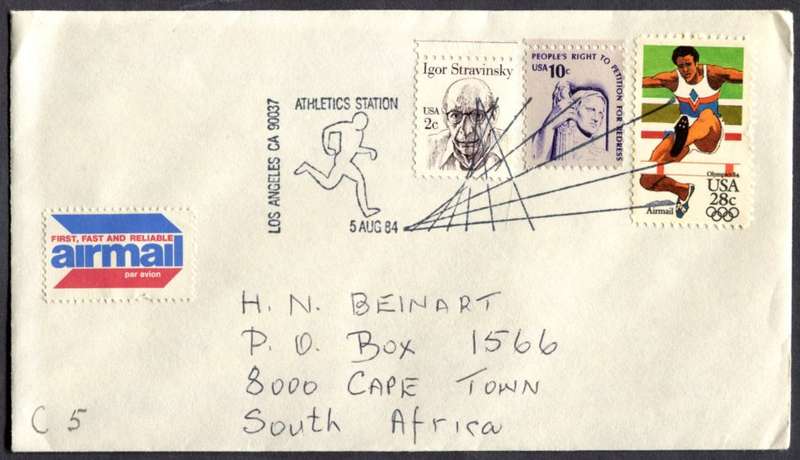 Igor Stravinsky
USA
2c
PEOPLE'S RIGHT TO PETITION FOR REDRESS
USA 10c
Olympics 84
USA
28c
Airmail
LOS ANGELES CA 90037
ATHLETICS STATION
5 AUG 84
FIRST, FAST AND RELIABLE
airmail
par avion
H. N. BEINART
P. O. Box 1566
8000 CAPE TOWN
South Africa
C 5